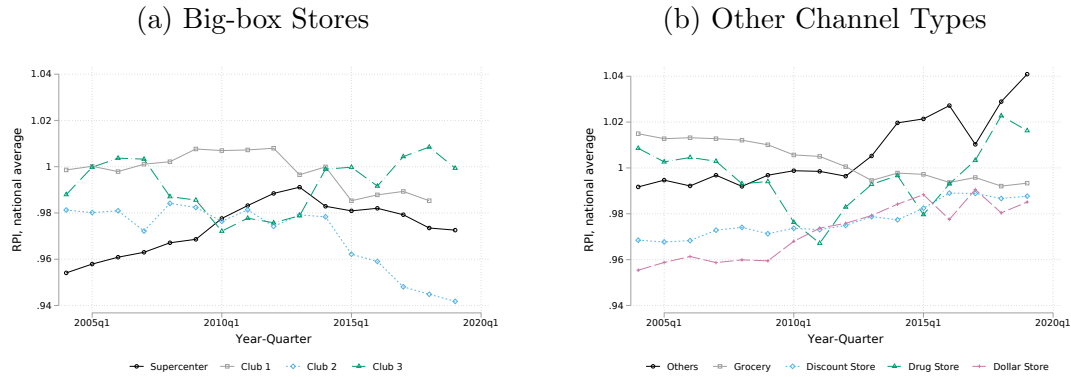 (a) Big-box Stores
(b) Other Channel Types
RPI, national average
1.04
1.02
1
.98
.96
.94
2005q1 2010q1 2015q1 2020q1
Year-Quarter
Supercenter Club 1 Club 2 Club 3
RPI, national average
1.04
1.02
1
.98
.96
.94
2005q1 2010q1 2015q1 2020q1
Year-Quarter
Others Grocery Discount Store Drug Store Dollar Store